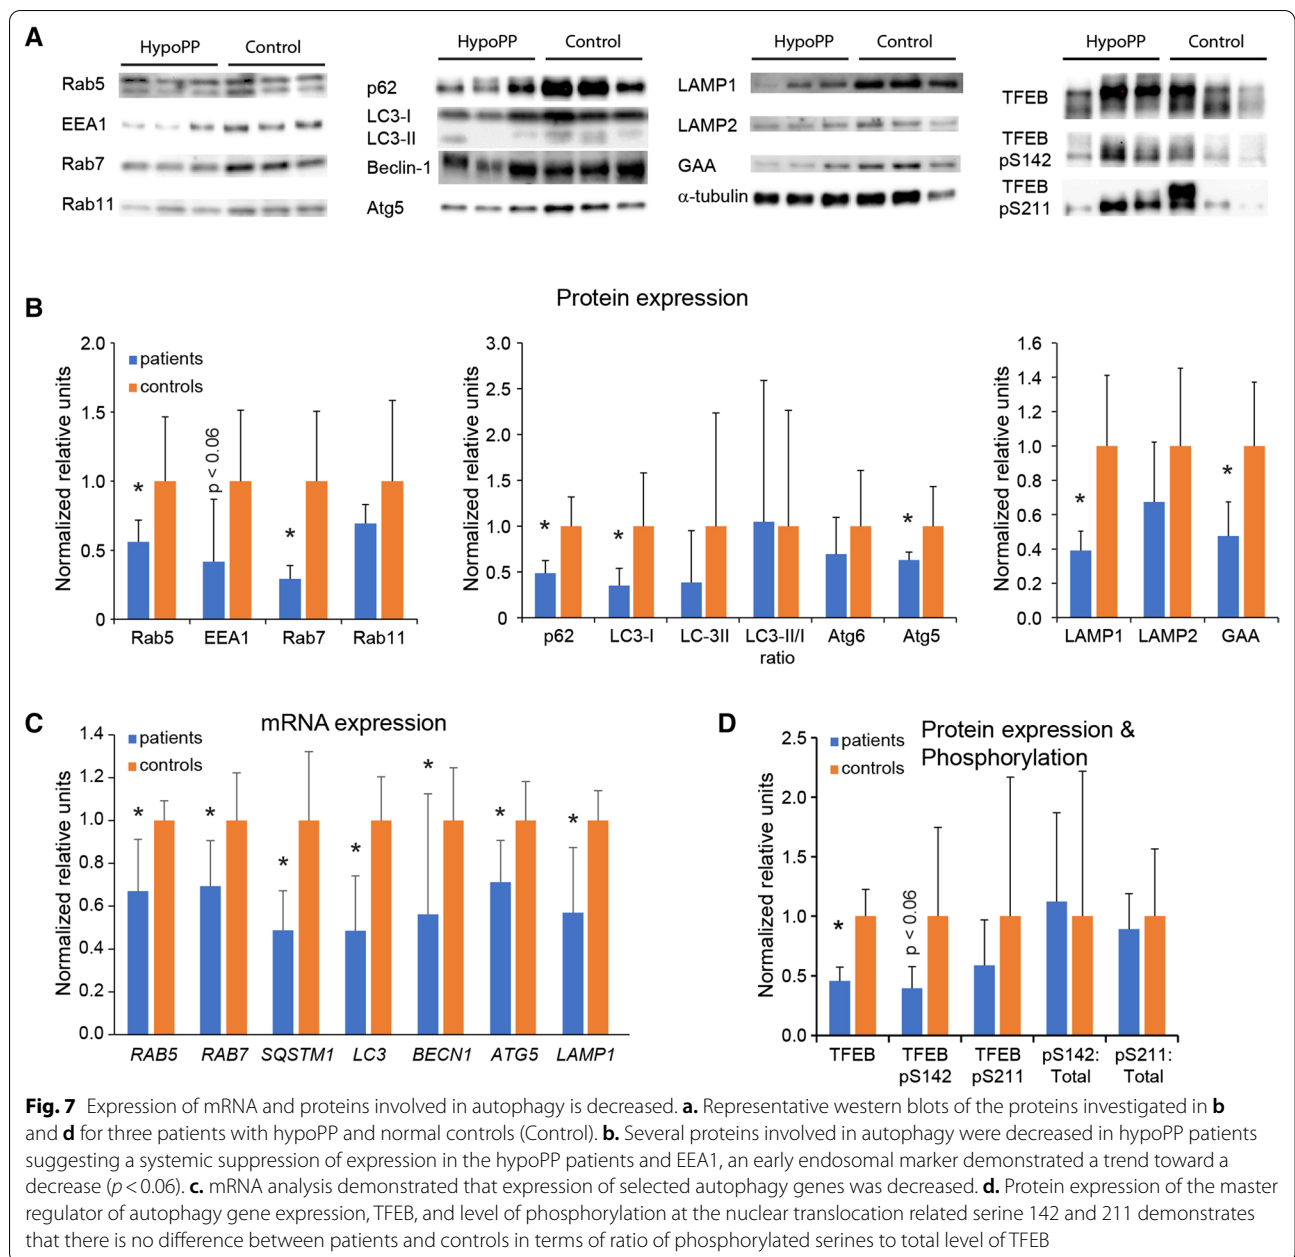 A
HypoPP Control
Rab5
EEA1
Rab7
Rab11
HypoPP Control
p62
LC3-I
LC3-II
Beclin-1
Atg5
HypoPP Control
LAMP1
LAMP2
GAA
α-tubulin
HypoPP Control
TFEB
TFEB
pS142
TFEB
pS211
B
Protein expression
Normalized relative units
2.0
1.5
1.0
0.5
0
patients
controls
*
p < 0.06
*
Rab5 EEA1 Rab7 Rab11
Normalized relative units
3.0
2.5
2.0
1.5
1.0
0.5
0
*
*
*
p62 LC3-I LC-3II LC3-II/I Atg6 Atg5
ratio
Normalized relative units
1.6
1.4
1.2
1.0
0.8
0.6
0.4
0.2
0
*
*
LAMP1 LAMP2 GAA
C
mRNA expression
Normalized relative units
1.4
1.2
1.0
0.8
0.6
0.4
0.2
0.0
patients
controls
*
*
*
*
*
*
*
RAB5 RAB7 SQSTM1 LC3 BECN1 ATG5 LAMP1
D
Protein expression &
Phosphorylation
Normalized relative units
2.5
2.0
1.5
1.0
0.5
0.0
patients
controls
*
p < 0.06
TFEB TFEB TFEB pS142: pS211:
pS142 pS211 Total Total
Fig. 7 Expression of mRNA and proteins involved in autophagy is decreased. a. Representative western blots of the proteins investigated in b
and d for three patients with hypoPP and normal controls (Control). b. Several proteins involved in autophagy were decreased in hypoPP patients
suggesting a systemic suppression of expression in the hypoPP patients and EEA1, an early endosomal marker demonstrated a trend toward a
decrease (p < 0.06). c. mRNA analysis demonstrated that expression of selected autophagy genes was decreased. d. Protein expression of the master
regulator of autophagy gene expression, TFEB, and level of phosphorylation at the nuclear translocation related serine 142 and 211 demonstrates
that there is no difference between patients and controls in terms of ratio of phosphorylated serines to total level of TFEB